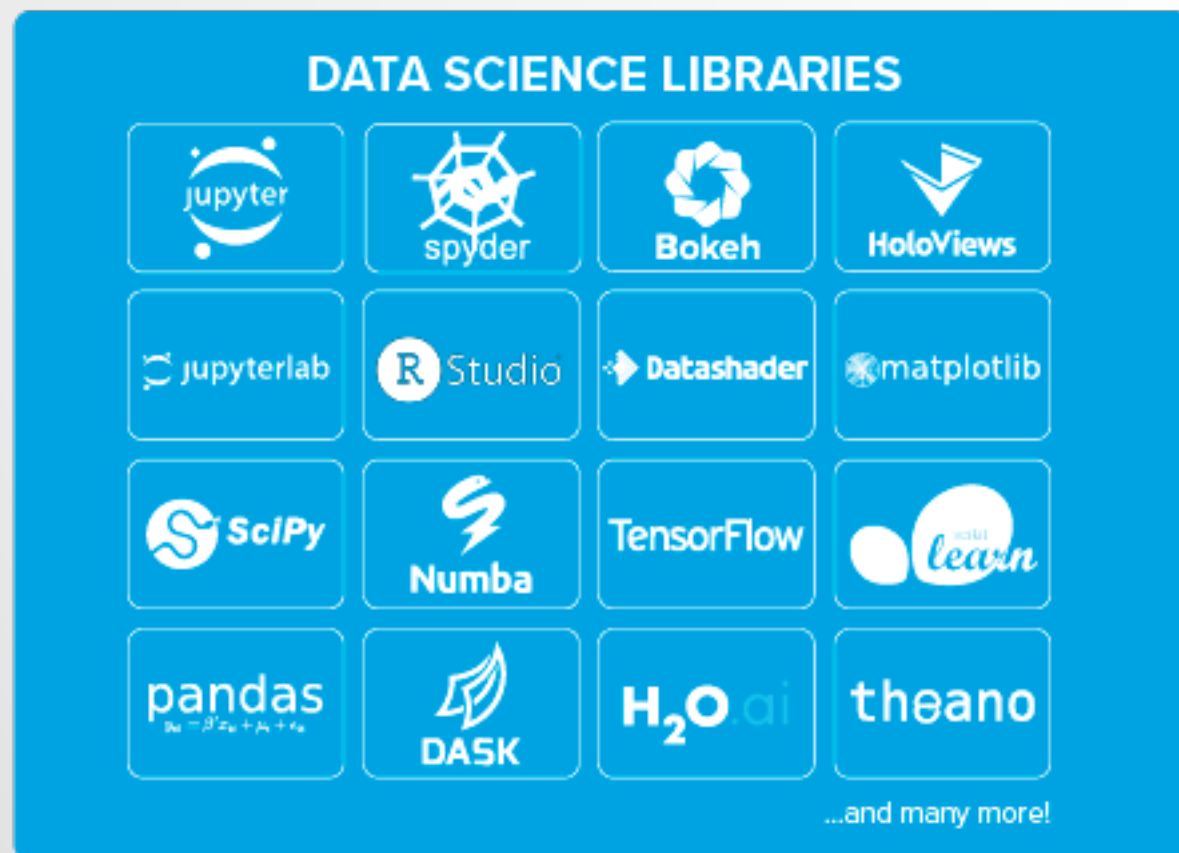 DATA SCIENCE LIBRARIES
jupyter
spyder
Bokeh
HoloViews
jupyterlab
R Studio
Datashader
matplotlib
SciPy
Numba
TensorFlow
scikit
learn
pandas
DASK
H₂O.ai
theano
...and many more!